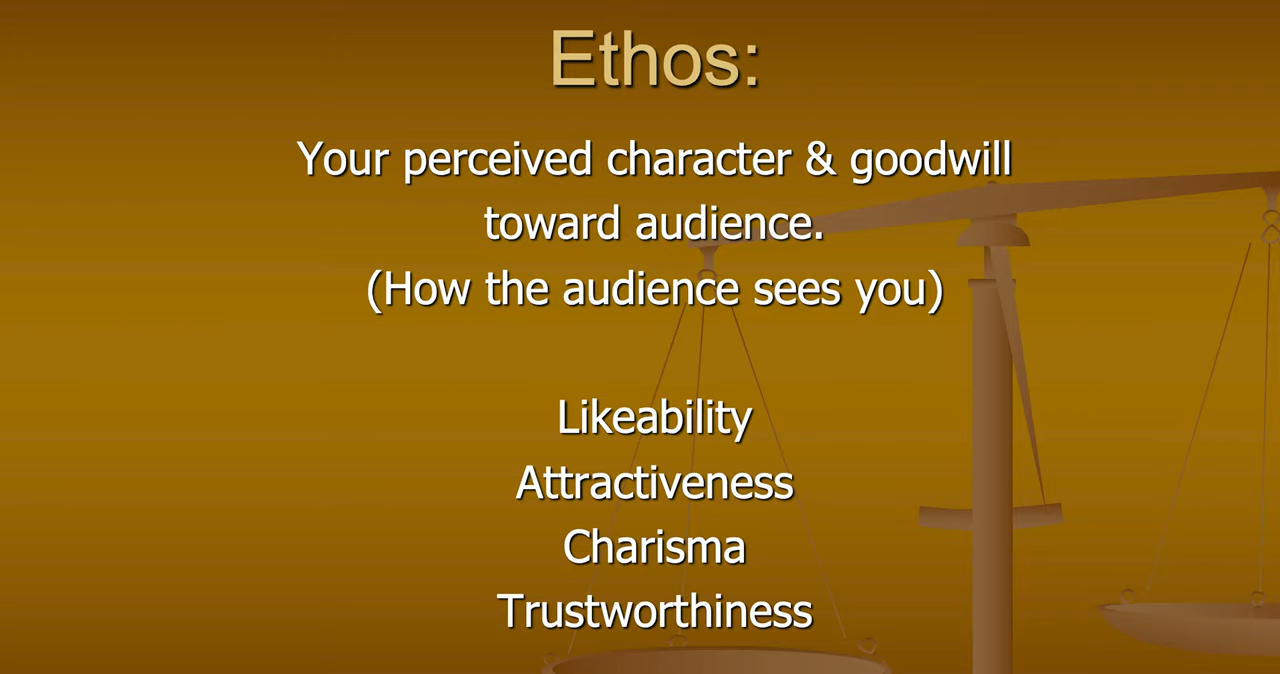 Ethos:
Your perceived character & goodwill
toward audience.
(How the audience sees you)
Likeability
Attractiveness
Charisma
Trustworthiness